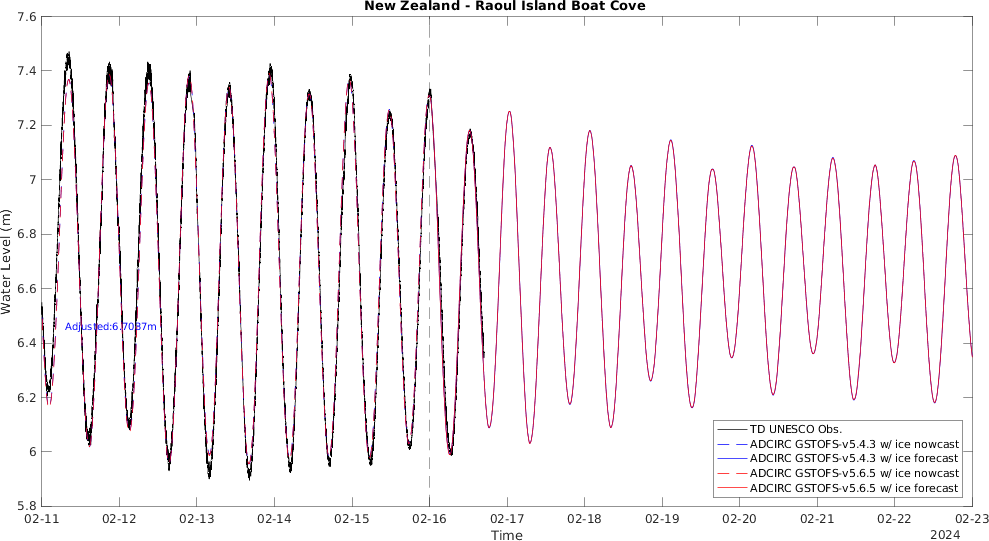 New Zealand - Raoul Island Boat Cove
7.6
7.4
7.2
7
6.8
6.6
6.4
6.2
6
5.8
Water Level (m)
Adjusted:6.7037m
TD UNESCO Obs.
ADCIRC GSTOFS-v5.4.3 w/ ice nowcast
ADCIRC GSTOFS-v5.4.3 w/ ice forecast
ADCIRC GSTOFS-v5.6.5 w/ ice nowcast
ADCIRC GSTOFS-v5.6.5 w/ ice forecast
02-11 02-12 02-13 02-14 02-15 02-16 02-17 02-18 02-19 02-20 02-21 02-22 02-23
Time
2024